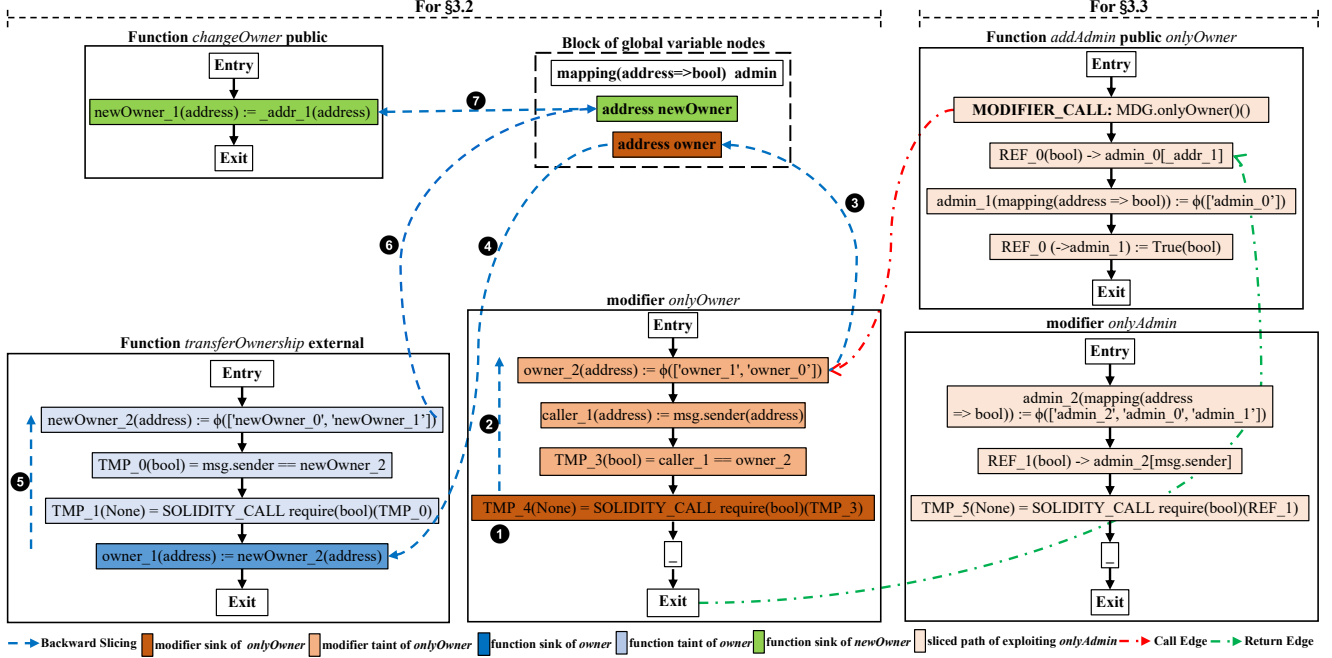 For §3.2
For §3.3
Function changeOwner public
Entry
newOwner_1(address) := _addr_1(address)
Exit
Block of global variable nodes
mapping(address=>bool) admin
address newOwner
address owner
Function addAdmin public onlyOwner
Entry
MODIFIER_CALL: MDG.onlyOwner()()
REF_0(bool) -> admin_0[_addr_1]
admin_1(mapping(address => bool)) := ϕ(['admin_0'])
REF_0 (->admin_1) := True(bool)
Exit
7
3
6
4
Function transferOwnership external
Entry
newOwner_2(address) := ϕ(['newOwner_0', 'newOwner_1'])
TMP_0(bool) = msg.sender == newOwner_2
TMP_1(None) = SOLIDITY_CALL require(bool)(TMP_0)
owner_1(address) := newOwner_2(address)
Exit
5
modifier onlyOwner
Entry
owner_2(address) := ϕ(['owner_1', 'owner_0'])
caller_1(address) := msg.sender(address)
TMP_3(bool) = caller_1 == owner_2
TMP_4(None) = SOLIDITY_CALL require(bool)(TMP_3)
_
Exit
2
1
modifier onlyAdmin
Entry
admin_2(mapping(address
=> bool)) := ϕ(['admin_2', 'admin_0', 'admin_1'])
REF_1(bool) -> admin_2[msg.sender]
TMP_5(None) = SOLIDITY_CALL require(bool)(REF_1)
_
Exit
Backward Slicing
modifier sink of onlyOwner
modifier taint of onlyOwner
function sink of owner
function taint of owner
function sink of newOwner
sliced path of exploiting onlyAdmin
Call Edge
Return Edge